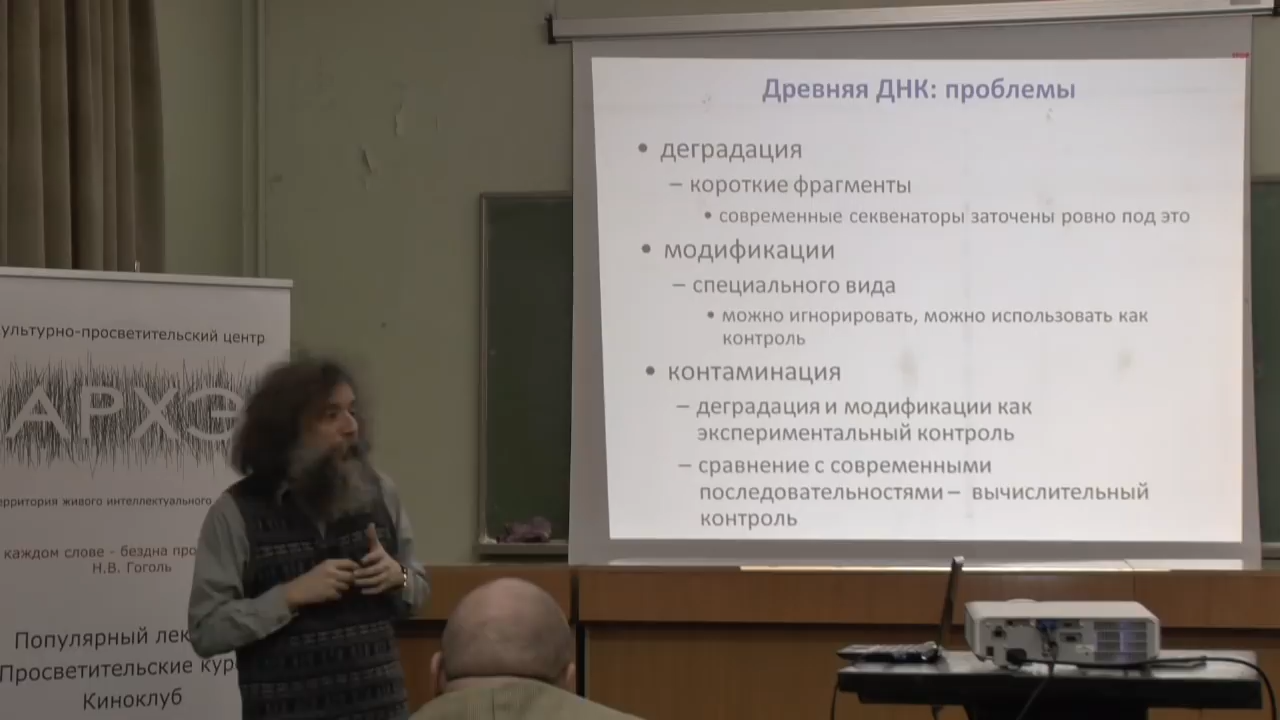 Древняя ДНК: проблемы
• деградация
– короткие фрагменты
• современные секвенаторы заточены ровно под это
• модификации
– специального вида
• можно игнорировать, можно использовать как
контроль
• контаминация
– деградация и модификации как
экспериментальный контроль
– сравнение с современными
последовательностями – вычислительный
контроль
ультурно-просветительский центр
АРХЭ
ерритория живого интеллектуального
каждом слове - бездна про
Н.В. Гоголь
Популярный лек
Просветительские кур
Киноклуб